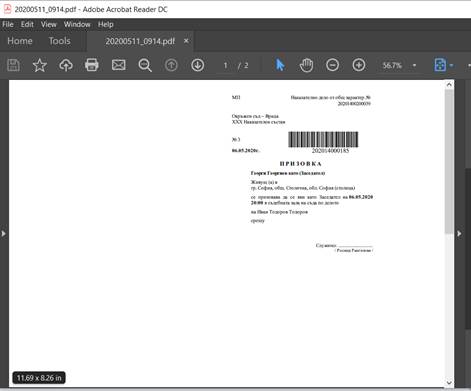 20200511_0914.pdf - Adobe Acrobat Reader DC
File Edit View Window Help
Home Tools 20200511_0914.pdf ×
1 / 2 56.7%
МП Наказателно дело от общ характер №
20201400200039
Окръжен съд – Враца
XXX Наказателен състав
№ 3
06.05.2020г. 202014000185
ПРИЗОВКА
Георги Георгиев като (Заседател)
Живущ (а) в
гр. София, общ. Столична, обл. София (столица)
се призовава да се яви като Заседател на 06.05.2020
20:00 в съдебната зала на съда по делото
на Иван Тодоров Тодоров
срещу
Служител:
11,69 x 8.26 in